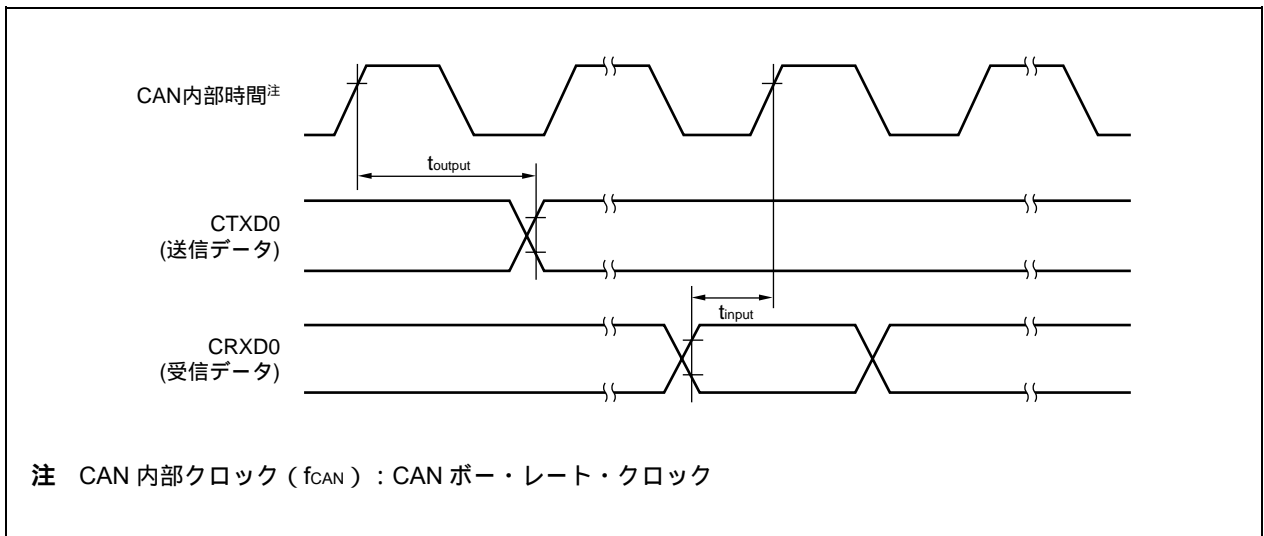 CAN内部時間注
toutput
CTXD0
(送信データ)
tinput
CRXD0
(受信データ)
注 CAN 内部クロック(fCAN):CAN ボー・レート・クロック